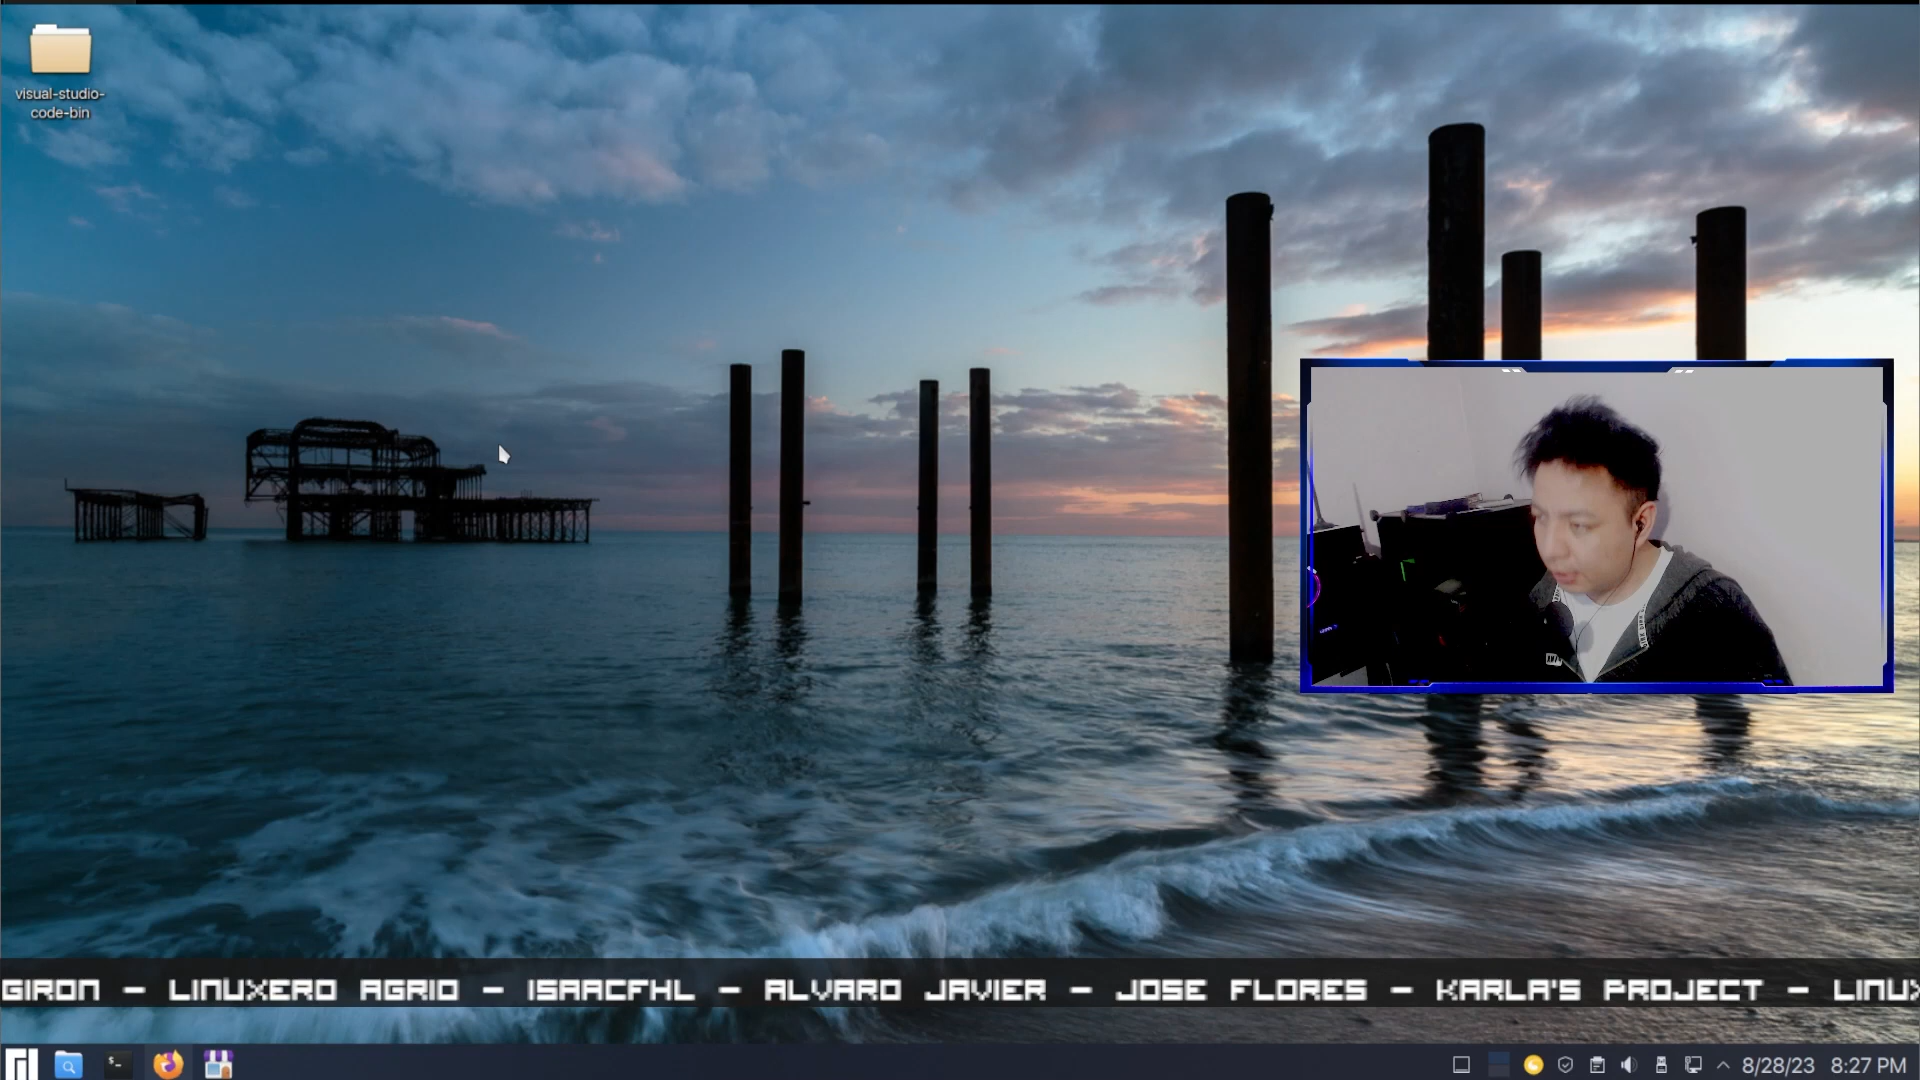 visual-studio-
code-bin
GIRON – LINUXERO AGRIO – ISAACFHL – ALVARO JAVIER – JOSE FLORES – KARLA'S PROJECT – LINUX
8/28/23 8:27 PM